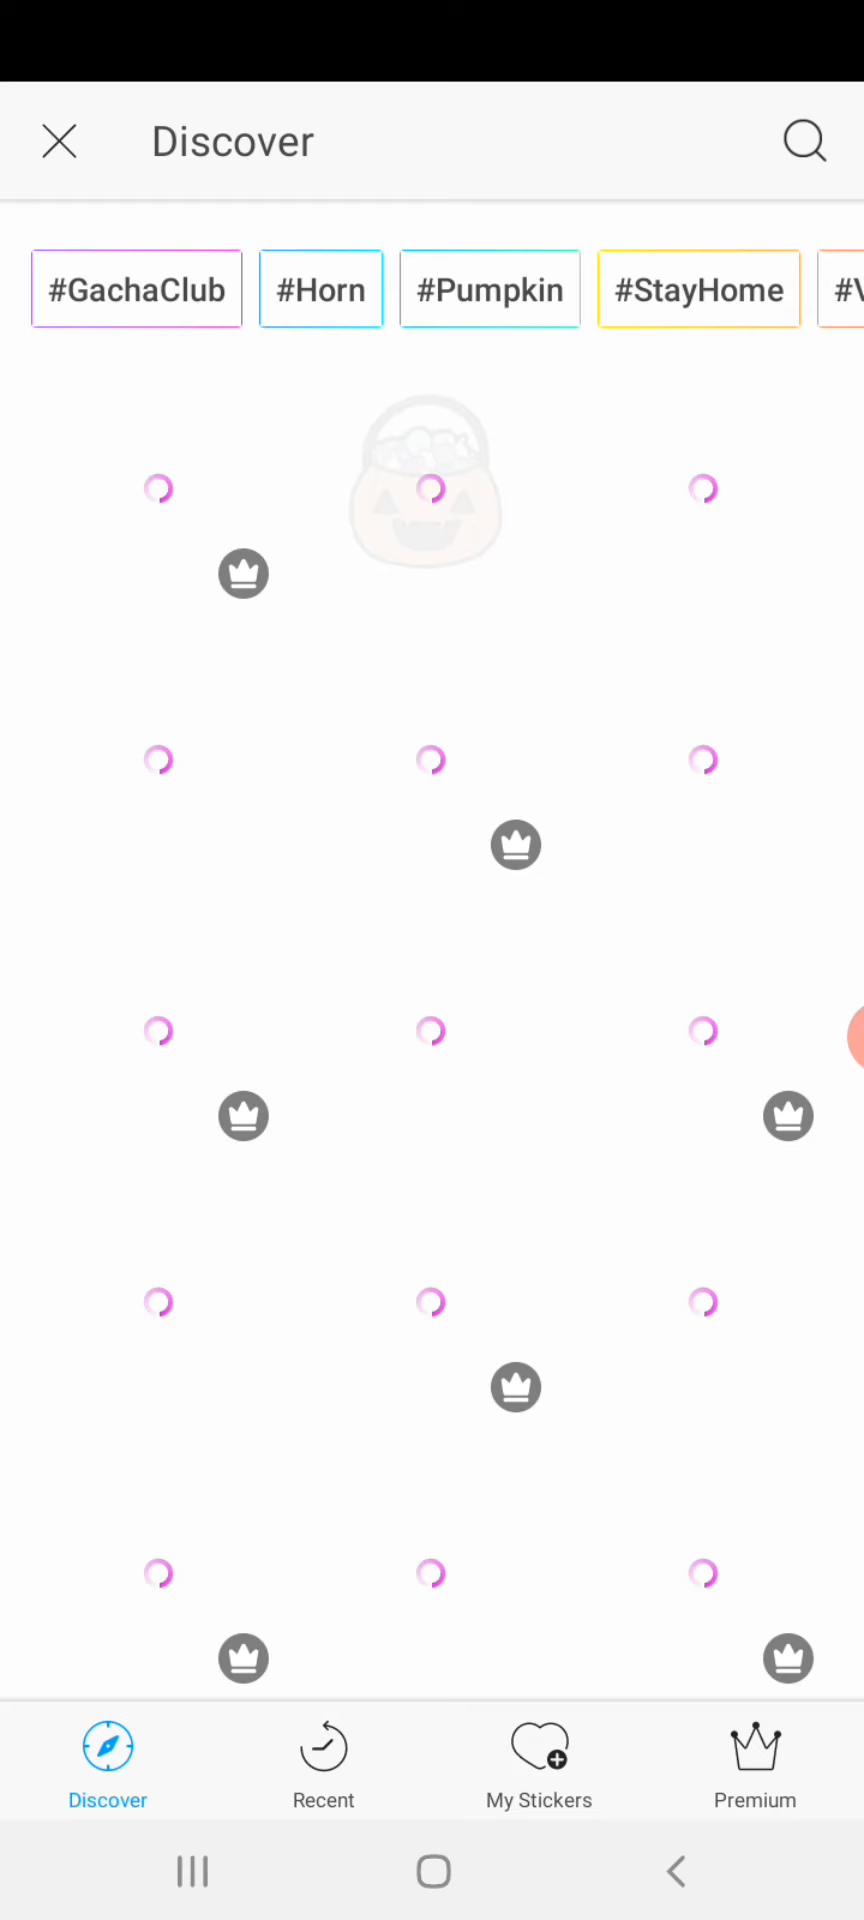 Discover
#GachaClub #Horn #Pumpkin #StayHome #V
Discover Recent My Stickers Premium